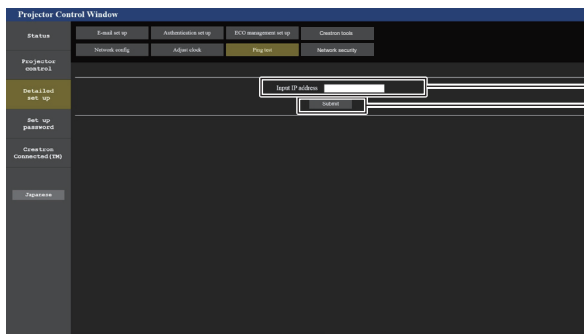 Projector Control Window
Status
E-mail set up
Authentication set up
ECO management set up
Crestron tools
Network config.
Adjust clock
Ping test
Network security
Projector
control
Detailed
set up
Input IP address
Submit
Set up
password
Crestron
Connected(TM)
Japanese